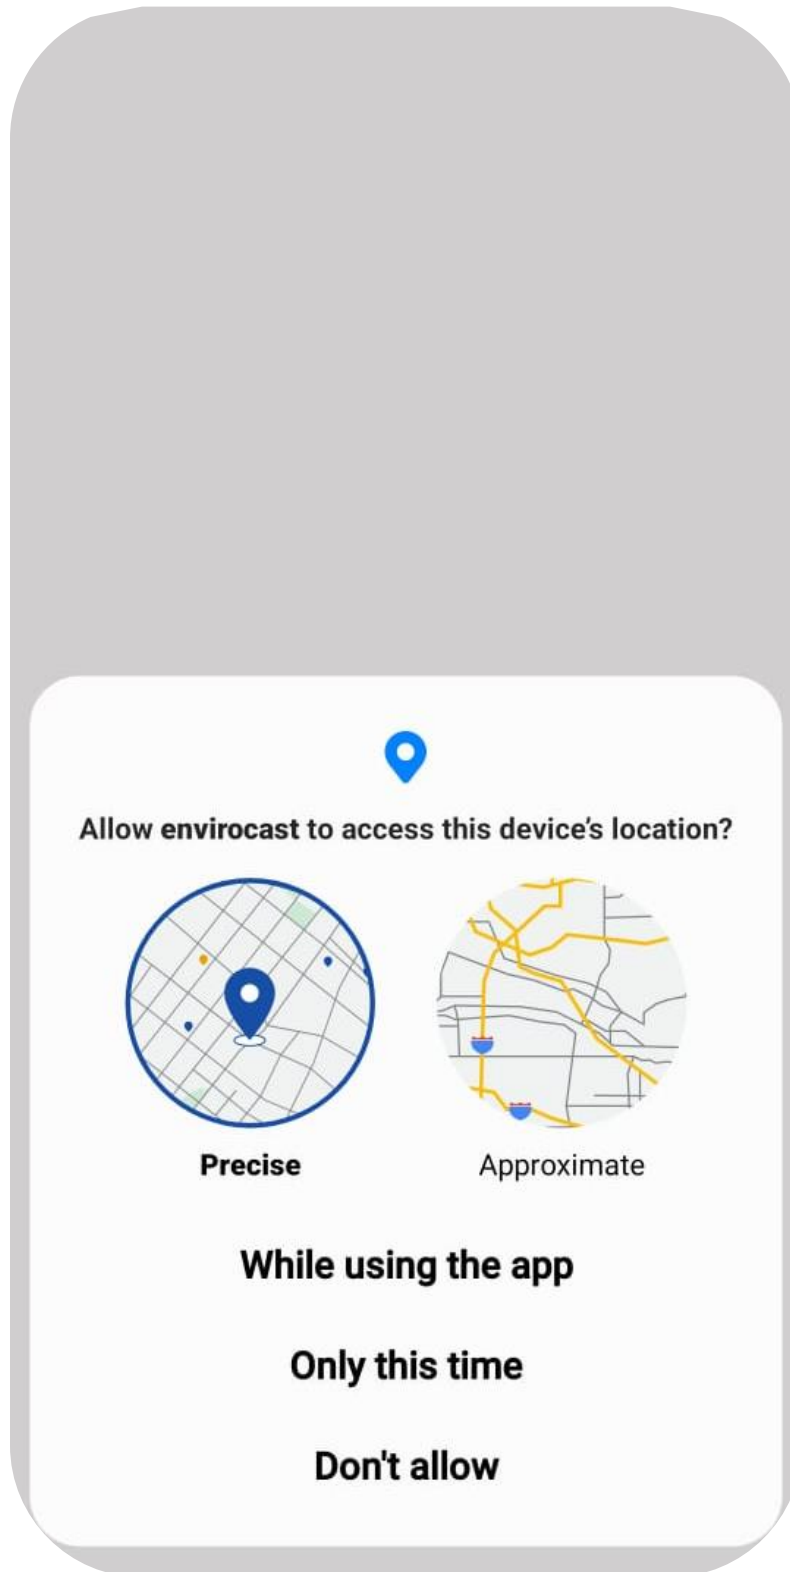 Allow envirocast to access this device's location?
Precise
Approximate
While using the app
Only this time
Don't allow